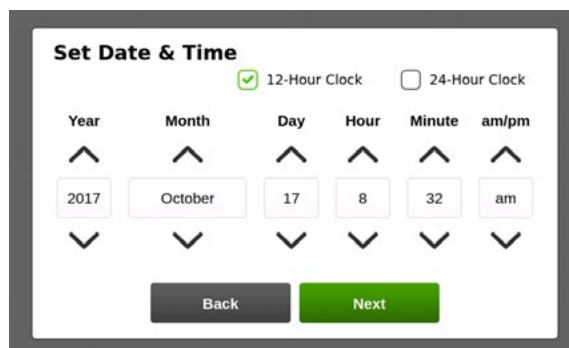 Set Date & Time
12-Hour Clock 24-Hour Clock
Year Month Day Hour Minute am/pm
2017 October 17 8 32 am
Back Next